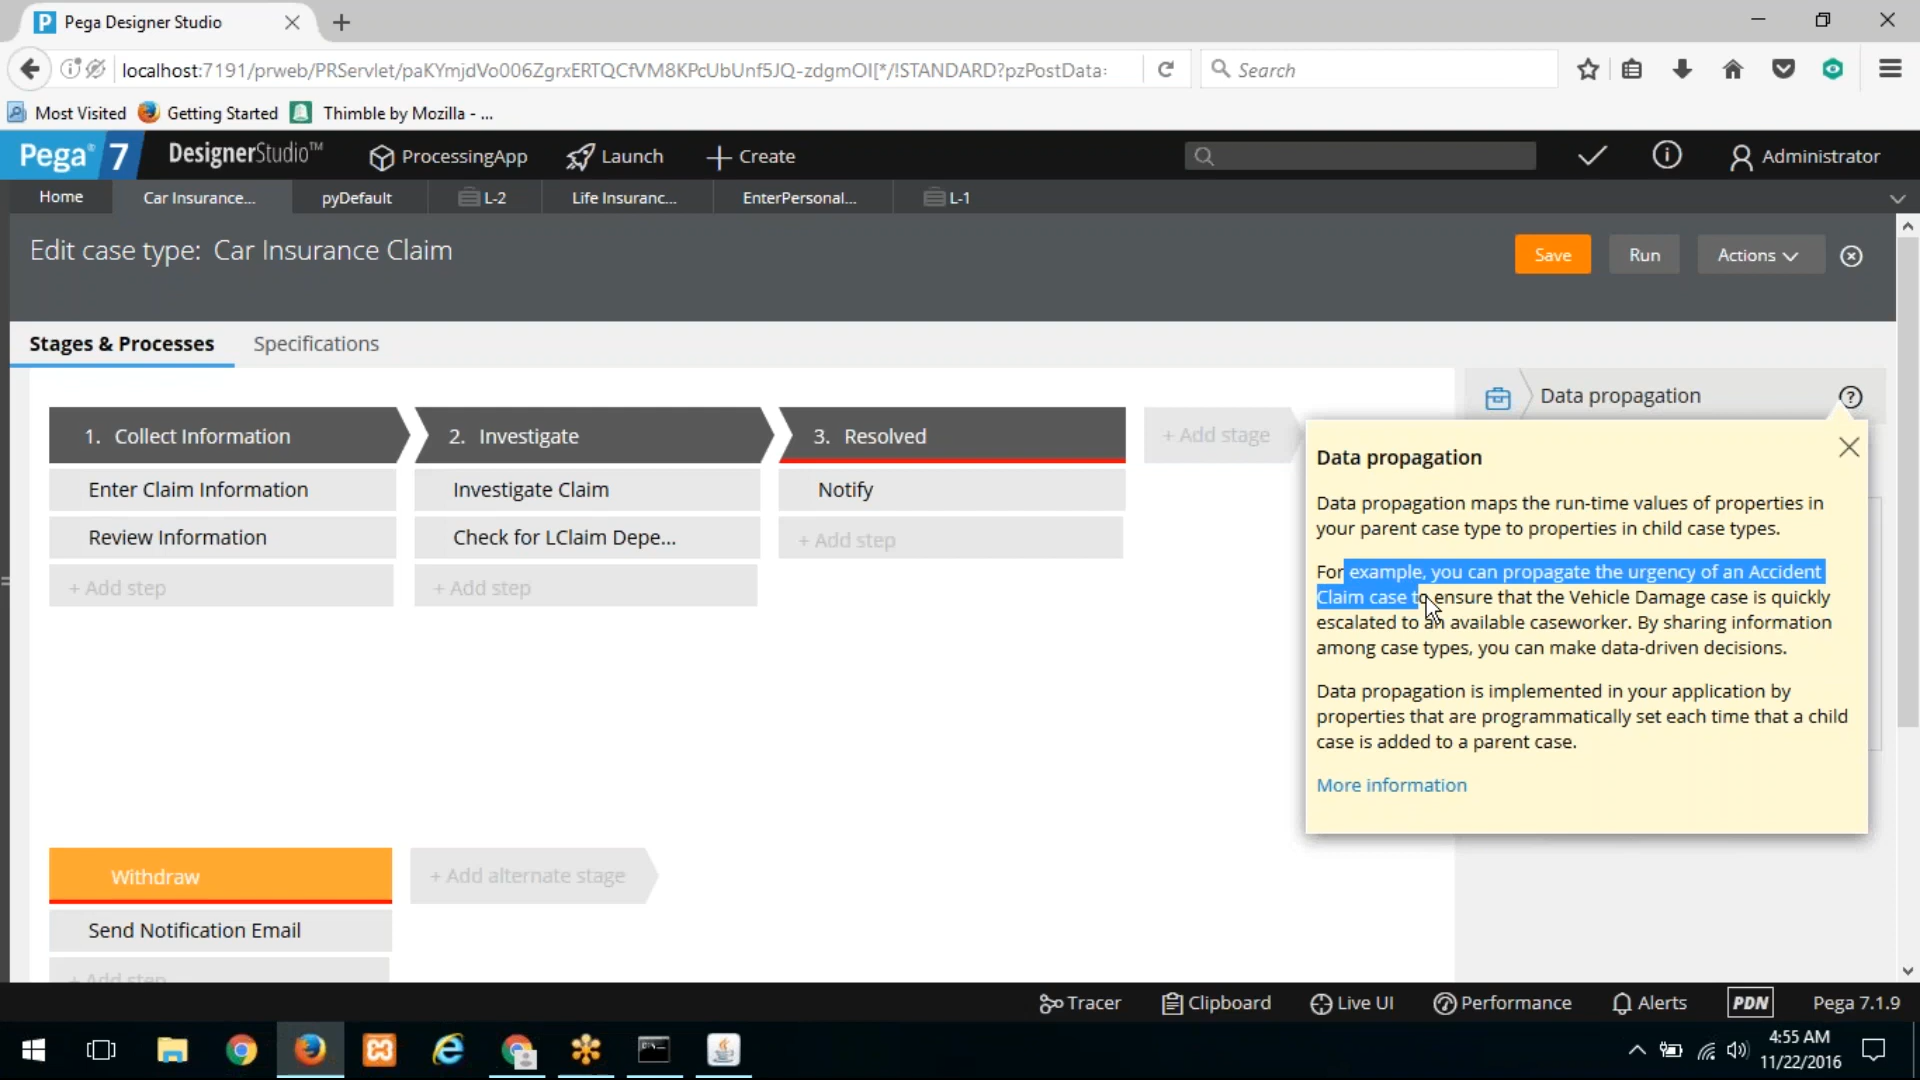 Pega Designer Studio
localhost:7191/prweb/PRServlet/paKYmjdVo006ZgrxERTQCfVM8KPcUbUnf5JQ-zdgmOI[*/!STANDARD?pzPostData:
Search
Most Visited
Getting Started
Thimble by Mozilla - ...
Pega® 7
DesignerStudio™
ProcessingApp
Launch
Create
Administrator
Home
Car Insurance...
pyDefault
L-2
Life Insuranc...
EnterPersonal...
L-1
Edit case type: Car Insurance Claim
Save
Run
Actions
Stages & Processes
Specifications
Data propagation
1. Collect Information
2. Investigate
3. Resolved
+ Add stage
Enter Claim Information
Investigate Claim
Notify
Review Information
Check for LClaim Depe...
+ Add step
+ Add step
+ Add step
Data propagation
Data propagation maps the run-time values of properties in
your parent case type to properties in child case types.
For example, you can propagate the urgency of an Accident
Claim case to ensure that the Vehicle Damage case is quickly
escalated to an available caseworker. By sharing information
among case types, you can make data-driven decisions.
Data propagation is implemented in your application by
properties that are programmatically set each time that a child
case is added to a parent case.
More information
Withdraw
+ Add alternate stage
Send Notification Email
+ Add step
Tracer
Clipboard
Live UI
Performance
Alerts
PDN
Pega 7.1.9
4:55 AM
11/22/2016